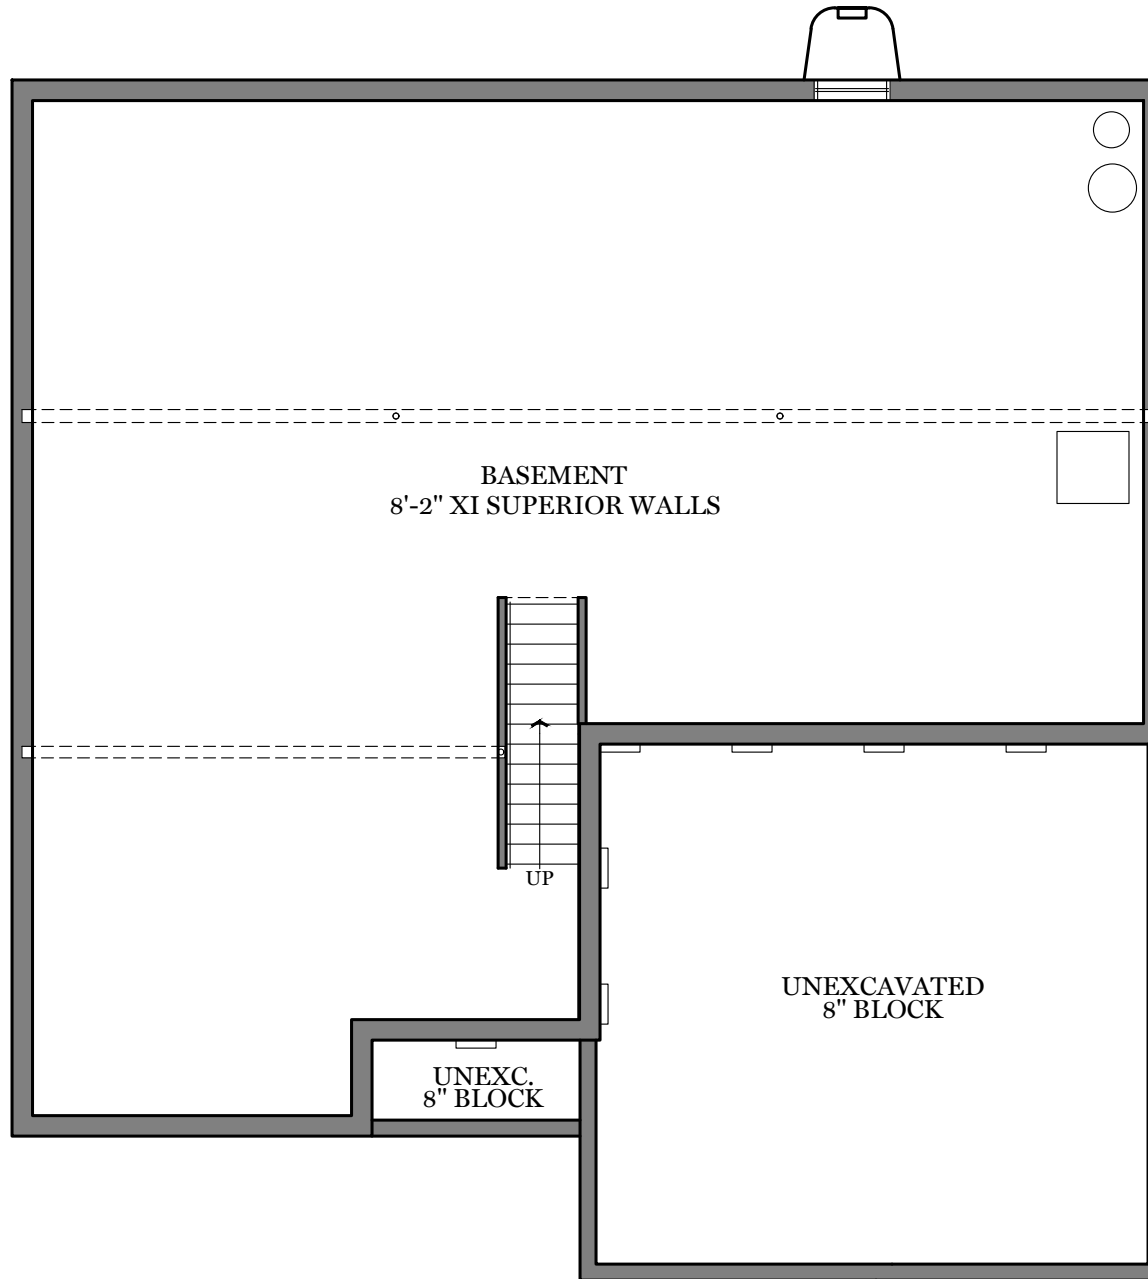 BASEMENT
8'-2" XI SUPERIOR WALLS
UP
UNEXCAVATED
8" BLOCK
UNEXC.
8" BLOCK